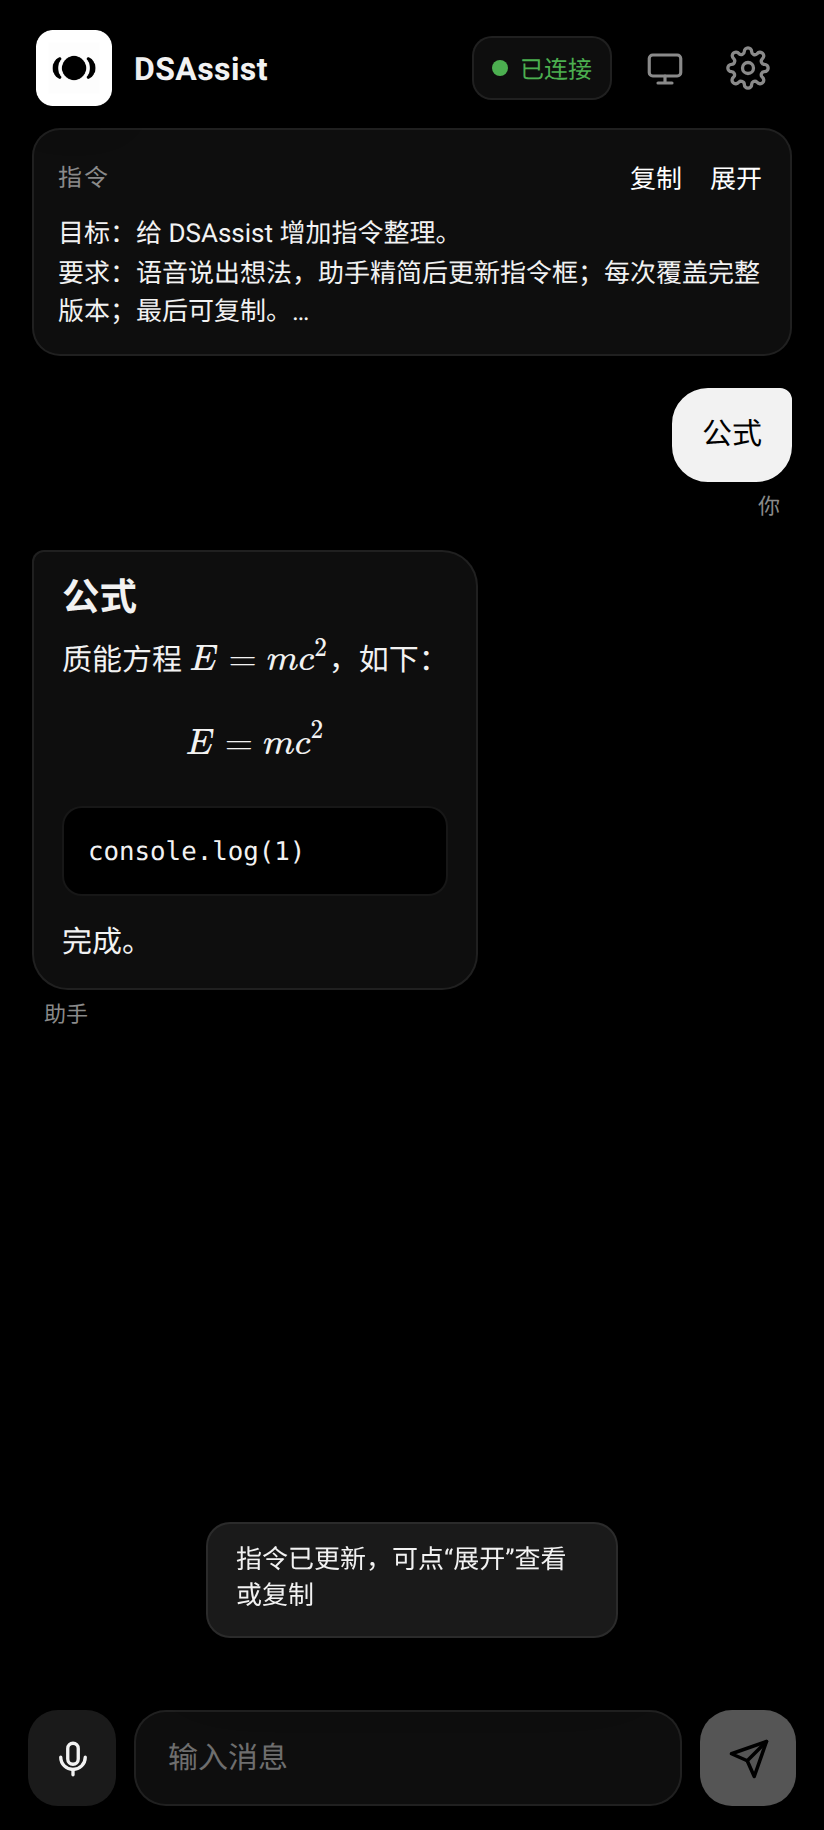 DSAssist
已连接
指令
复制
展开
目标：给 DSAssist 增加指令整理。
要求：语音说出想法，助手精简后更新指令框；每次覆盖完整
版本；最后可复制。…
公式
你
公式
质能方程 E = mc²，如下：
E = mc²
console.log(1)
完成。
助手
指令已更新，可点“展开”查看
或复制
输入消息